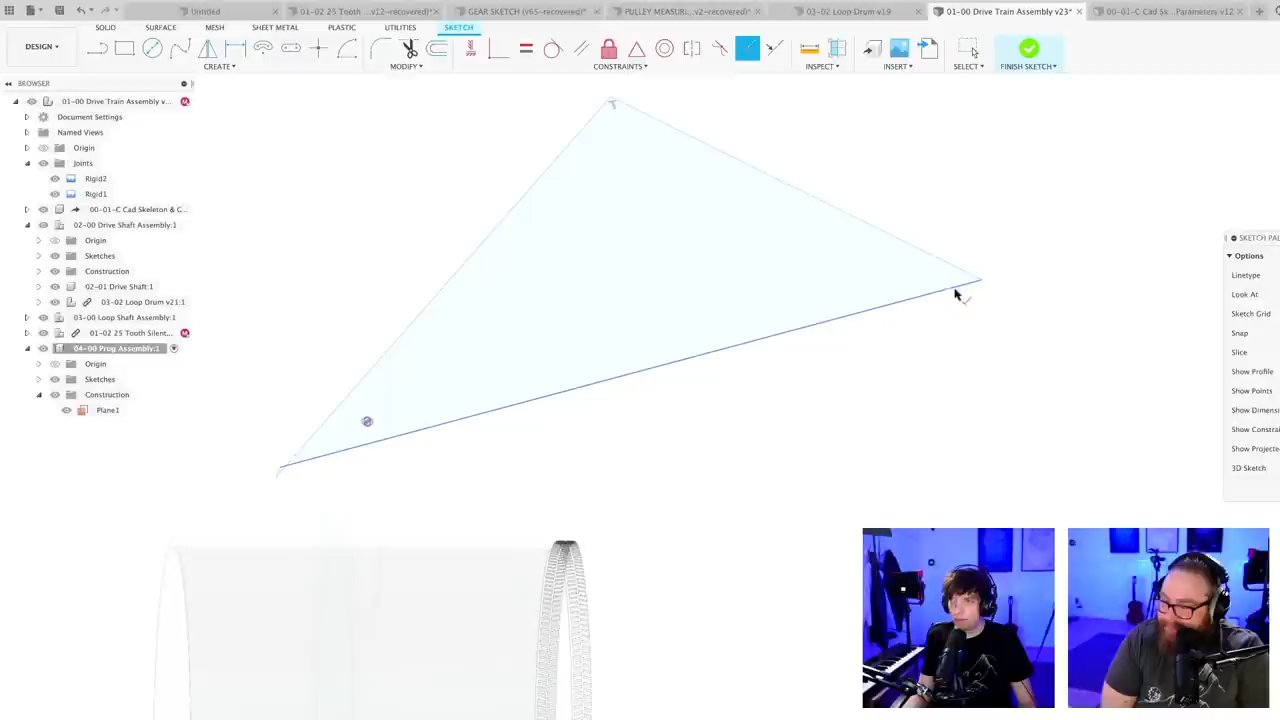 Untitled
01-02 25 Tooth ...v12-recovered)*
GEAR SKETCH (v65~recovered)*
PULLEY MEASURI...v2~recovered)*
03-02 Loop Drum v19
01-00 Drive Train Assembly v23*
00-01-C Cad Sk...Parameters v12
SOLID
SURFACE
MESH
SHEET METAL
PLASTIC
UTILITIES
SKETCH
DESIGN
CREATE
MODIFY
CONSTRAINTS
INSPECT
INSERT
SELECT
FINISH SKETCH
BROWSER
01-00 Drive Train Assembly v...
Document Settings
Named Views
Origin
Joints
Rigid2
Rigid1
00-01-C Cad Skeleton & G...
02-00 Drive Shaft Assembly:1
Origin
Sketches
Construction
02-01 Drive Shaft:1
03-02 Loop Drum v21:1
03-00 Loop Shaft Assembly:1
01-02 25 Tooth Silent...
04-00 Prog Assembly:1
Origin
Sketches
Construction
Plane1
SKETCH PAL
Options
Linetype
Look At
Sketch Grid
Snap
Slice
Show Profile
Show Points
Show Dimensi
Show Constrai
Show Projecte
3D Sketch